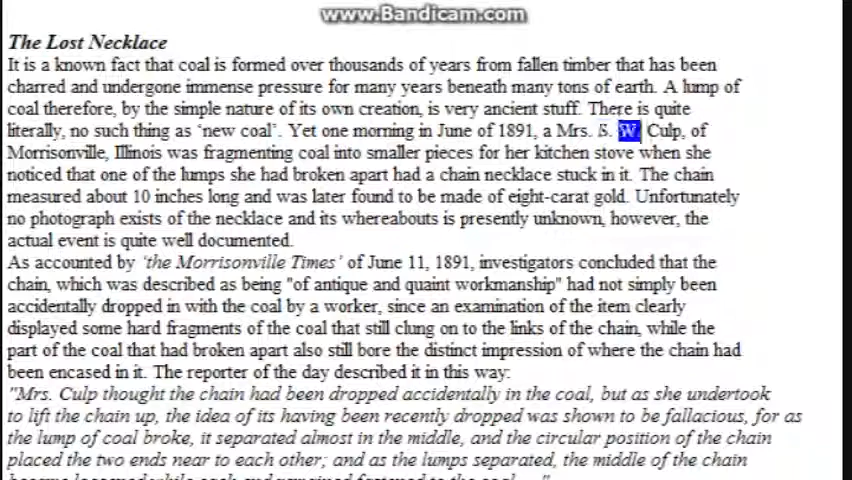 www.Bandicam.com
The Lost Necklace
It is a known fact that coal is formed over thousands of years from fallen timber that has been
charred and undergone immense pressure for many years beneath many tons of earth. A lump of
coal therefore, by the simple nature of its own creation, is very ancient stuff. There is quite
literally, no such thing as 'new coal'. Yet one morning in June of 1891, a Mrs. S. W. Culp, of
Morrisonville, Illinois was fragmenting coal into smaller pieces for her kitchen stove when she
noticed that one of the lumps she had broken apart had a chain necklace stuck in it. The chain
measured about 10 inches long and was later found to be made of eight-carat gold. Unfortunately
no photograph exists of the necklace and its whereabouts is presently unknown, however, the
actual event is quite well documented.
As accounted by 'the Morrisonville Times' of June 11, 1891, investigators concluded that the
chain, which was described as being "of antique and quaint workmanship" had not simply been
accidentally dropped in with the coal by a worker, since an examination of the item clearly
displayed some hard fragments of the coal that still clung on to the links of the chain, while the
part of the coal that had broken apart also still bore the distinct impression of where the chain had
been encased in it. The reporter of the day described it in this way:
"Mrs. Culp thought the chain had been dropped accidentally in the coal, but as she undertook
to lift the chain up, the idea of its having been recently dropped was shown to be fallacious, for as
the lump of coal broke, it separated almost in the middle, and the circular position of the chain
placed the two ends near to each other; and as the lumps separated, the middle of the chain